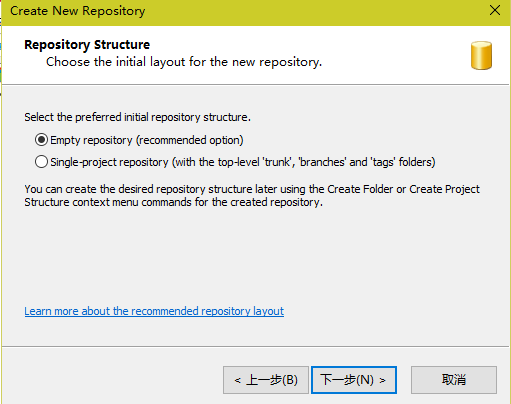 Create New Repository
Repository Structure
Choose the initial layout for the new repository.
Select the preferred initial repository structure.
Empty repository (recommended option)
Single-project repository (with the top-level 'trunk', 'branches' and 'tags' folders)
You can create the desired repository structure later using the Create Folder or Create Project
Structure context menu commands for the created repository.
Learn more about the recommended repository layout
< 上一步(B) 下一步(N) > 取消